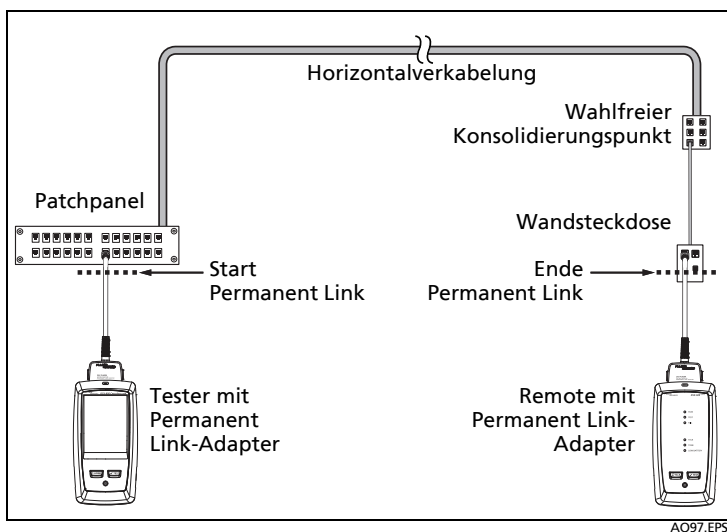 Horizontalverkabelung
Wahlfreier
Konsolidierungspunkt
Patchpanel
Wandsteckdose
Start
Permanent Link
Ende
Permanent Link
Tester mit
Permanent
Link-Adapter
Remote mit
Permanent Link-
Adapter
AO97.EPS